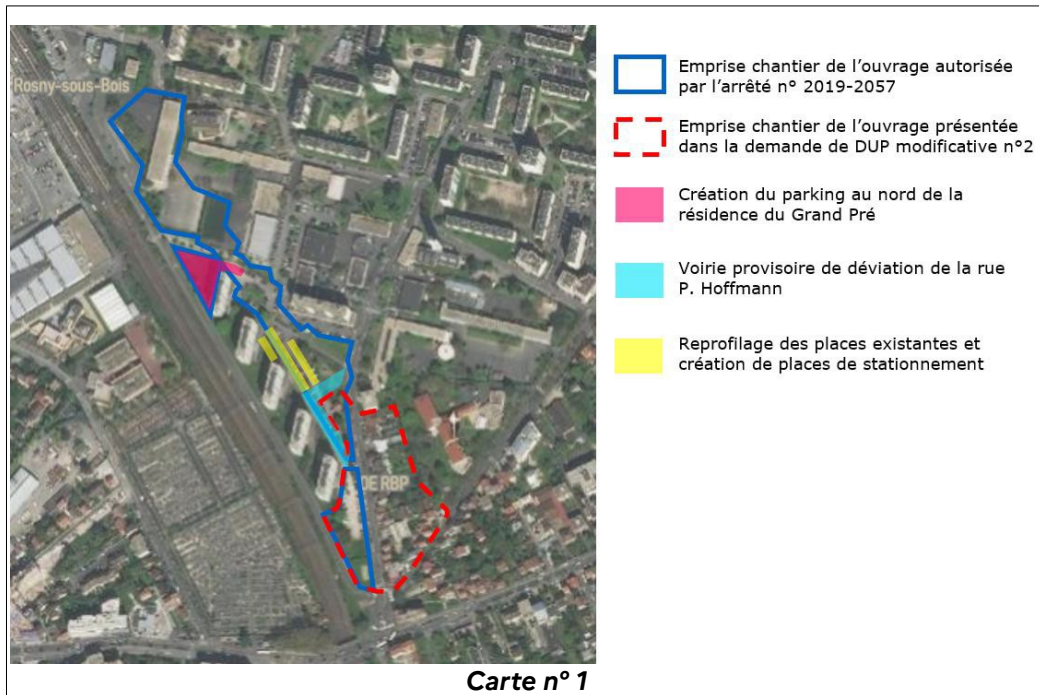 Rosny-sous-Bois
OE RBP
Emprise chantier de l'ouvrage autorisée
par l'arrêté n° 2019-2057
Emprise chantier de l'ouvrage présentée
dans la demande de DUP modificative n°2
Création du parking au nord de la
résidence du Grand Pré
Voirie provisoire de déviation de la rue
P. Hoffmann
Reprofilage des places existantes et
création de places de stationnement
Carte n° 1